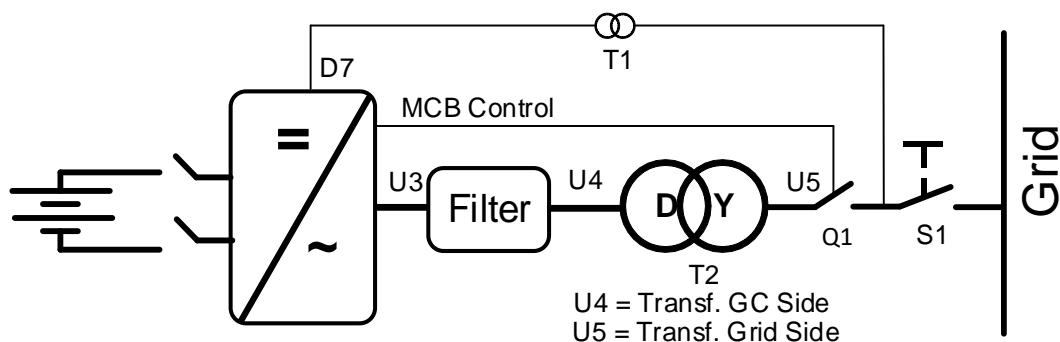 T1
D7
MCB Control
=
~
U3
Filter
U4
D Y
U5
Q1
S1
Grid
T2
U4 = Transf. GC Side
U5 = Transf. Grid Side